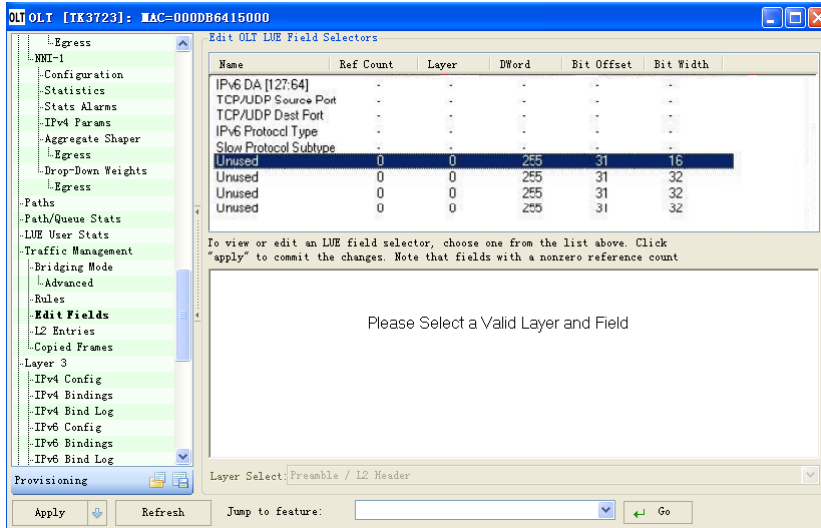 OLT OLT [TK3723]: MAC=000DB6415000
Egress
NNI-1
Configuration
Statistics
Stats Alarms
IPv4 Params
Aggregate Shaper
Egress
Drop-Down Weights
Egress
Paths
Path/Queue Stats
LUE User Stats
Traffic Management
Bridging Mode
Advanced
Rules
Edit Fields
L2 Entries
Copied Frames
Layer 3
IPv4 Config
IPv4 Bindings
IPv4 Bind Log
IPv6 Config
IPv6 Bindings
IPv6 Bind Log
Provisioning
Edit OLT LUE Field Selectors
Name Ref Count Layer DWord Bit Offset Bit Width
IPv6 DA [127:64] - - - - -
TCP/UDP Source Port - - - - -
TCP/UDP Dest Port - - - - -
IPv6 Protocol Type - - - - -
Slow Protocol Subtype - - - - -
Unused 0 0 255 31 16
Unused 0 0 255 31 32
Unused 0 0 255 31 32
Unused 0 0 255 31 32
To view or edit an LUE field selector, choose one from the list above. Click
"apply" to commit the changes. Note that fields with a nonzero reference count
Please Select a Valid Layer and Field
Layer Select: Preamble / L2 Header
Apply Refresh Jump to feature: Go